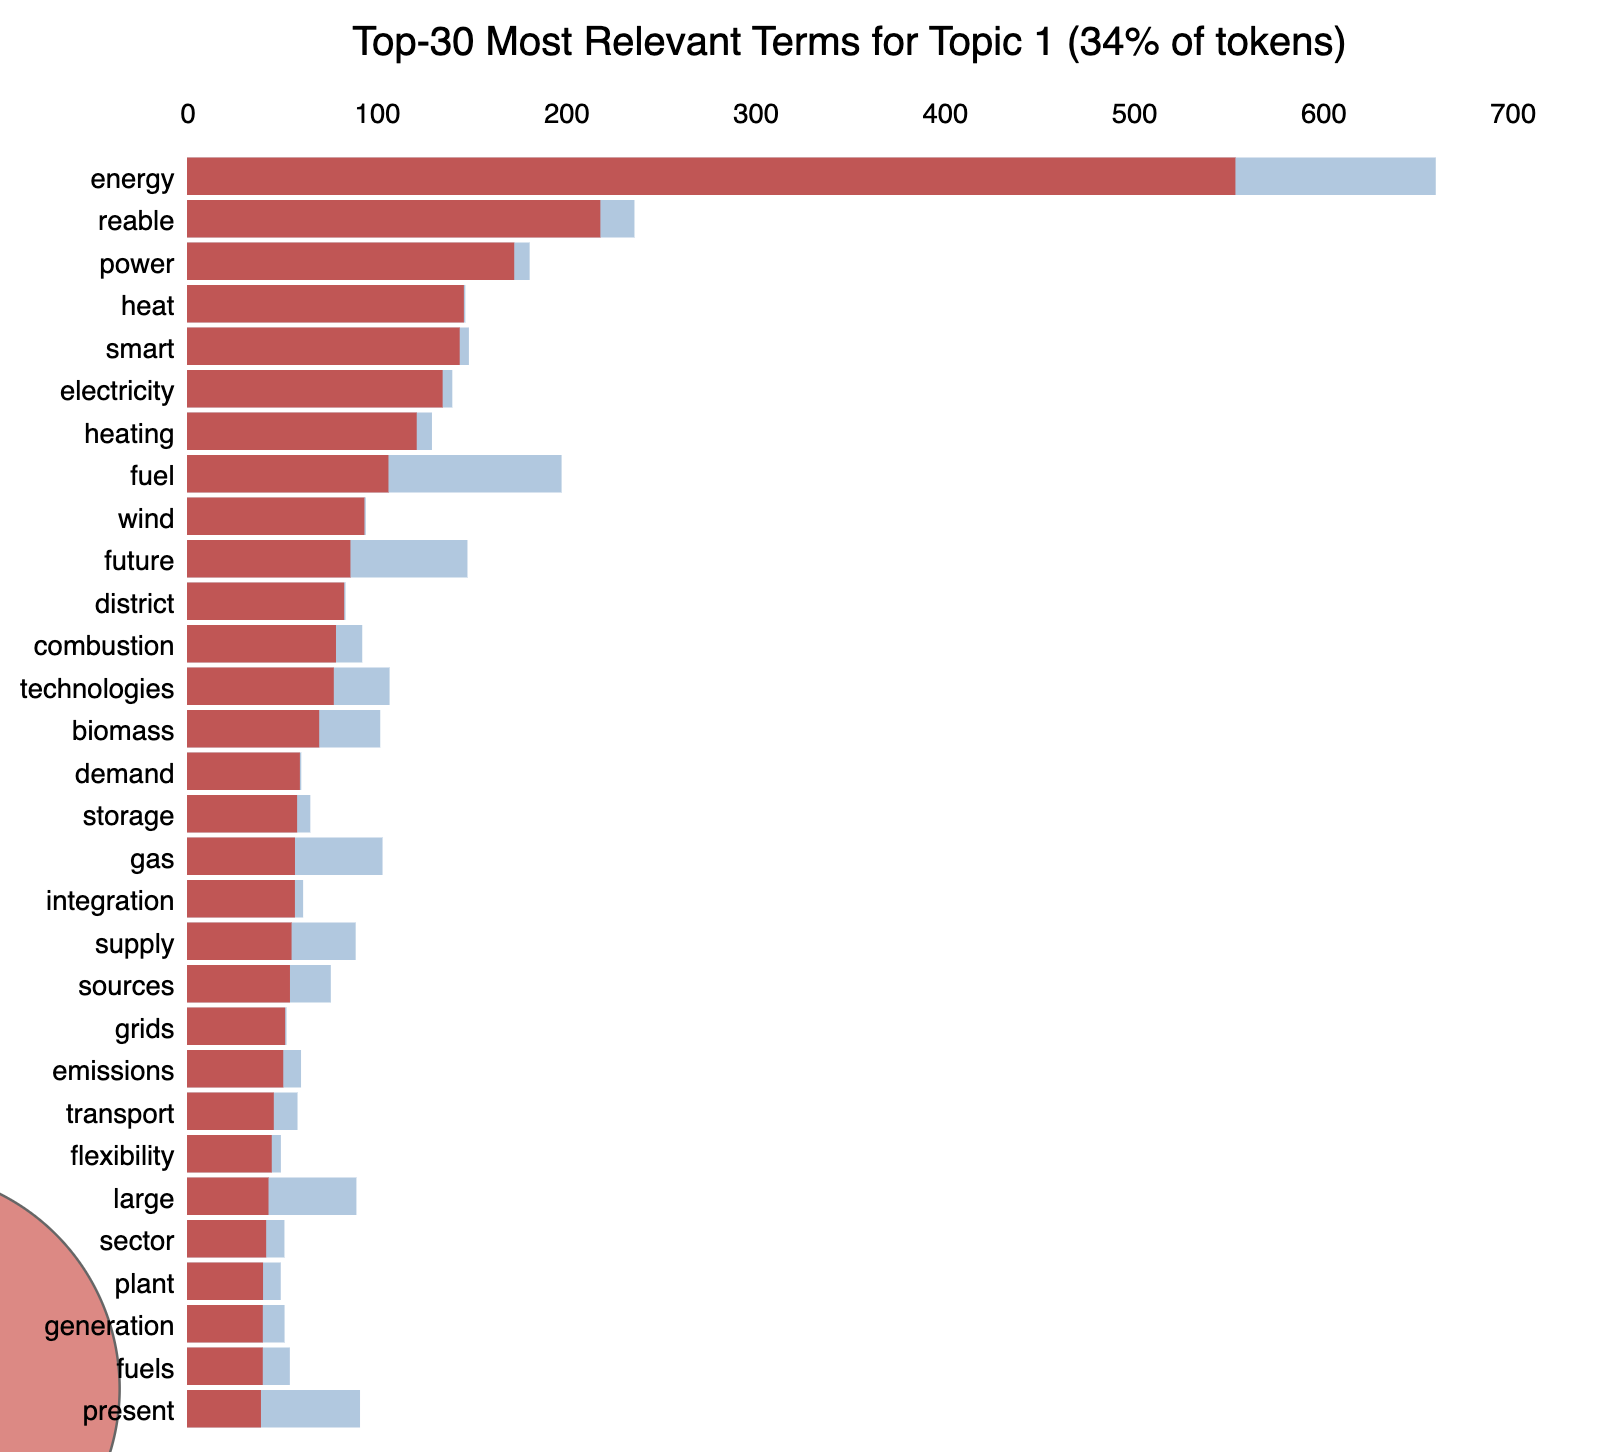 Top-30 Most Relevant Terms for Topic 1 (34% of tokens)
0 100 200 300 400 500 600 700
energy
reable
power
heat
smart
electricity
heating
fuel
wind
future
district
combustion
technologies
biomass
demand
storage
gas
integration
supply
sources
grids
emissions
transport
flexibility
large
sector
plant
generation
fuels
present